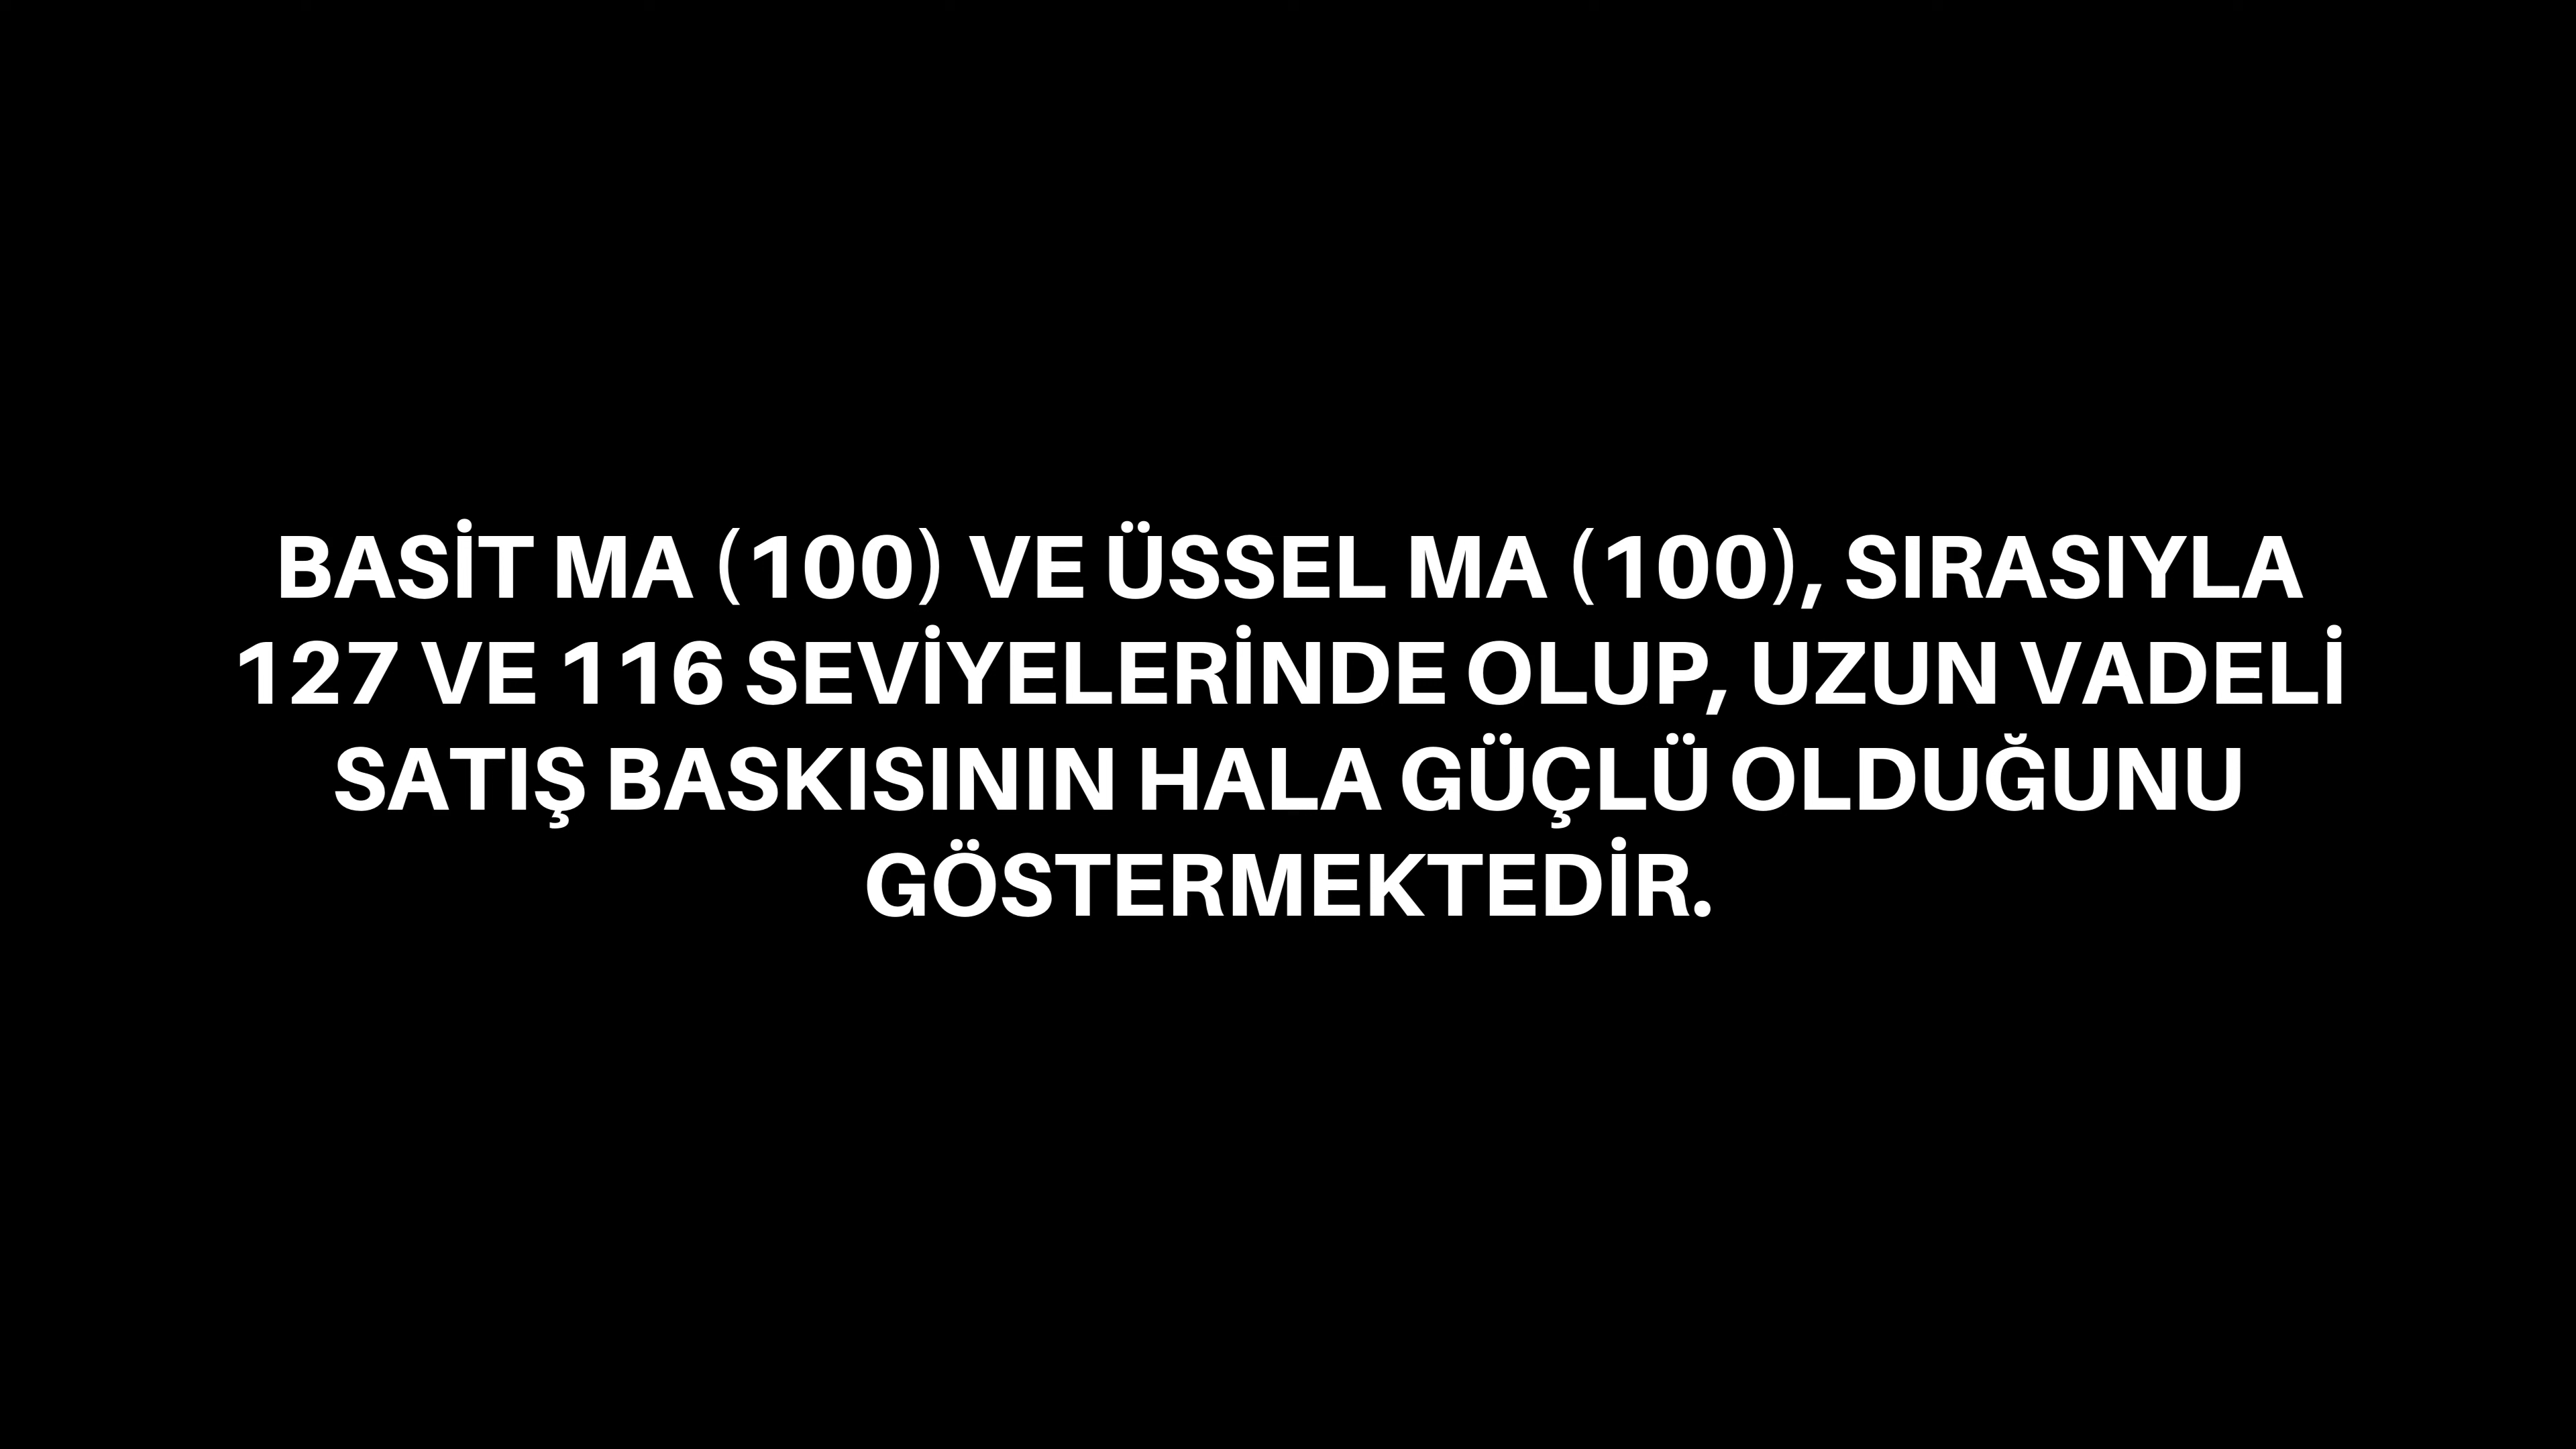 BASİT MA (100) VE ÜSSEL MA (100), SIRASIYLA
127 VE 116 SEVİYELERİNDE OLUP, UZUN VADELİ
SATIŞ BASKISININ HALA GÜÇLÜ OLDUĞUNU
GÖSTERMEKTEDİR.